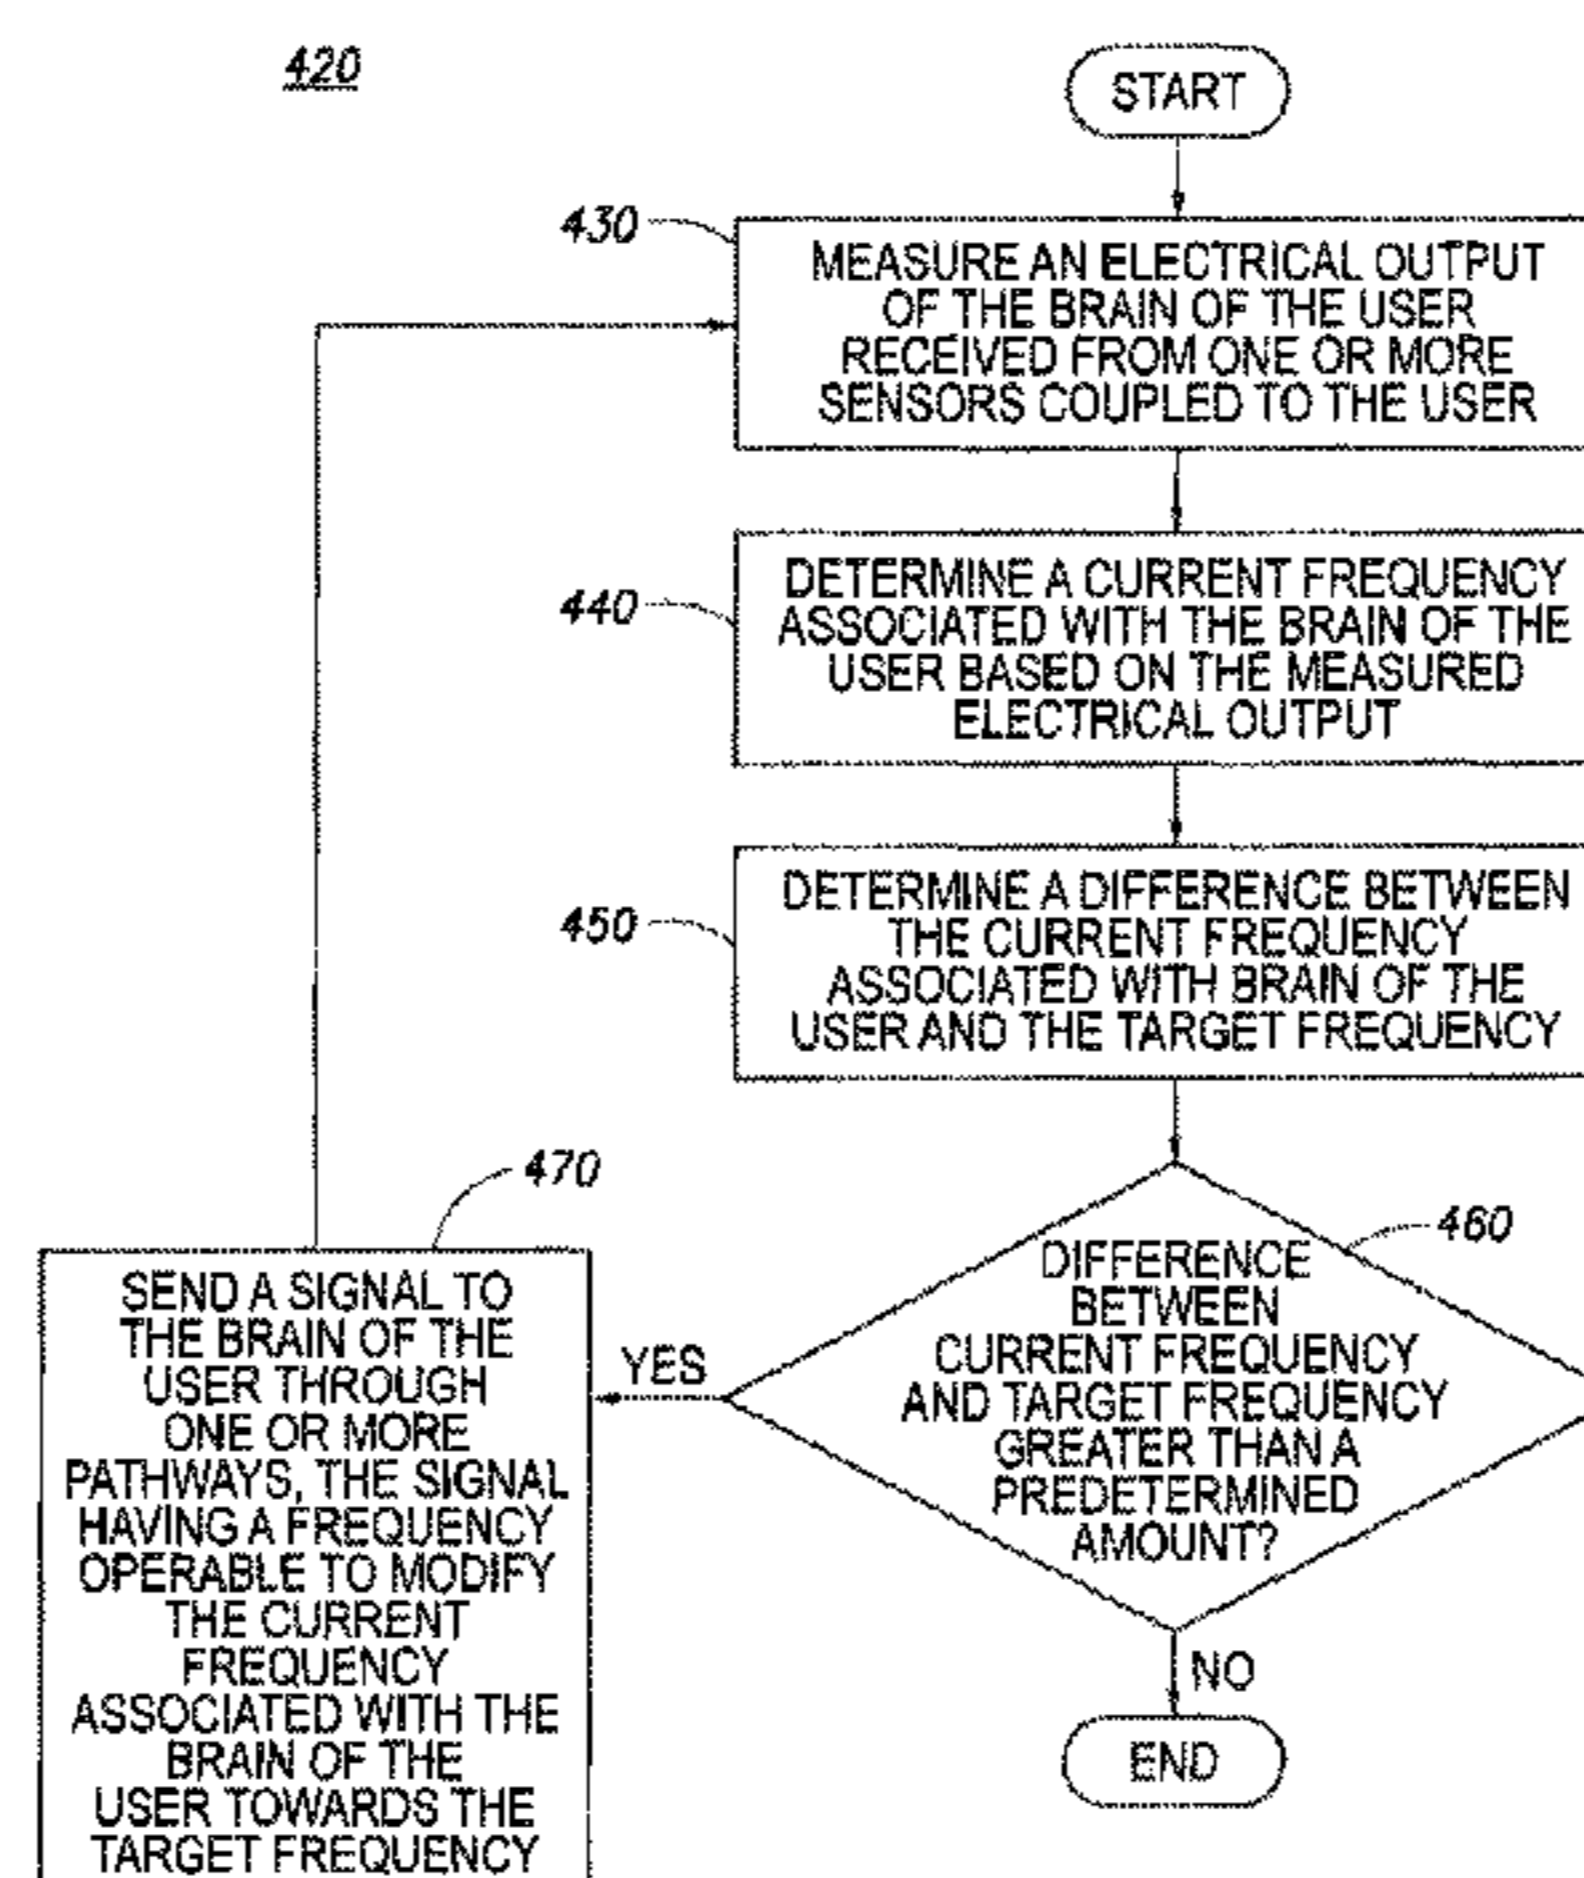 420
START
430
MEASURE AN ELECTRICAL OUTPUT
OF THE BRAIN OF THE USER
RECEIVED FROM ONE OR MORE
SENSORS COUPLED TO THE USER
440
DETERMINE A CURRENT FREQUENCY
ASSOCIATED WITH THE BRAIN OF THE
USER BASED ON THE MEASURED
ELECTRICAL OUTPUT
450
DETERMINE A DIFFERENCE BETWEEN
THE CURRENT FREQUENCY
ASSOCIATED WITH BRAIN OF THE
USER AND THE TARGET FREQUENCY
460
DIFFERENCE
BETWEEN
CURRENT FREQUENCY
AND TARGET FREQUENCY
GREATER THAN A
PREDETERMINED
AMOUNT?
YES
470
SEND A SIGNAL TO
THE BRAIN OF THE
USER THROUGH
ONE OR MORE
PATHWAYS, THE SIGNAL
HAVING A FREQUENCY
OPERABLE TO MODIFY
THE CURRENT
FREQUENCY
ASSOCIATED WITH THE
BRAIN OF THE
USER TOWARDS THE
TARGET FREQUENCY
NO
END